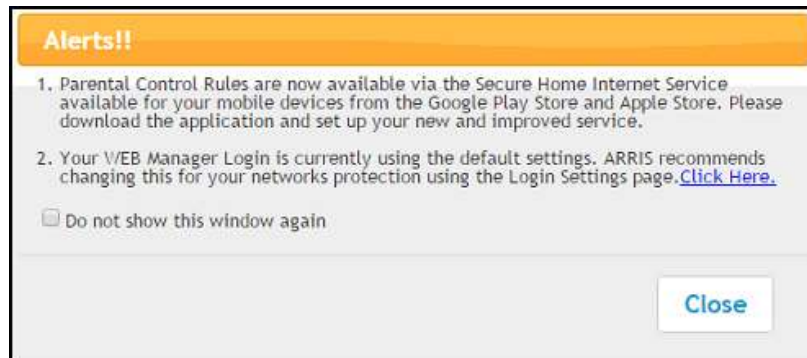 Alerts!!
1. Parental Control Rules are now available via the Secure Home Internet Service
available for your mobile devices from the Google Play Store and Apple Store. Please
download the application and set up your new and improved service.
2. Your WEB Manager Login is currently using the default settings. ARRIS recommends
changing this for your networks protection using the Login Settings page.Click Here.
Do not show this window again
Close